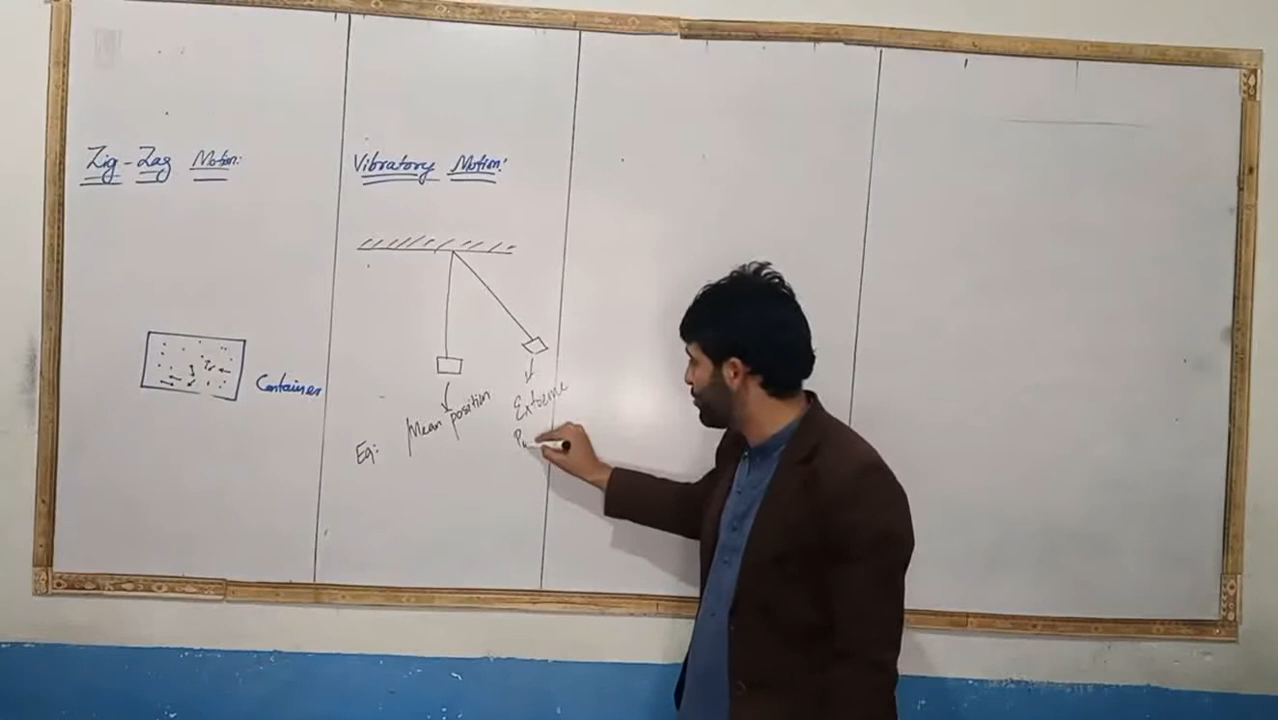 Zig-Zag Motion:
Container
Vibratory Motion:
Mean position
Extreme
Eg: